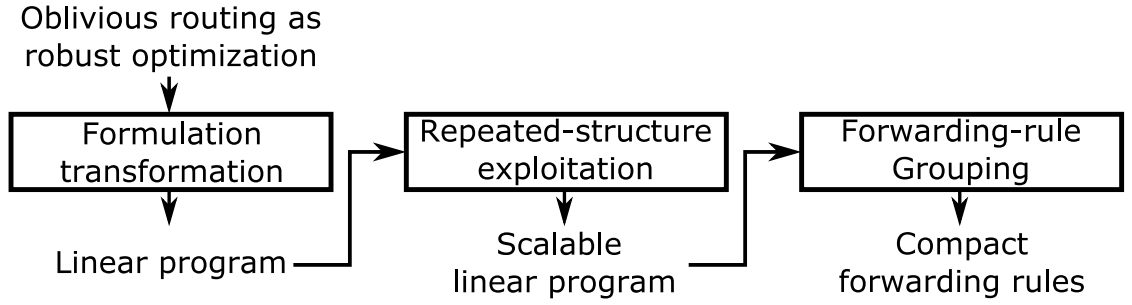 Oblivious routing as
robust optimization
Formulation
transformation
Linear program
Repeated-structure
exploitation
Scalable
linear program
Forwarding-rule
Grouping
Compact
forwarding rules